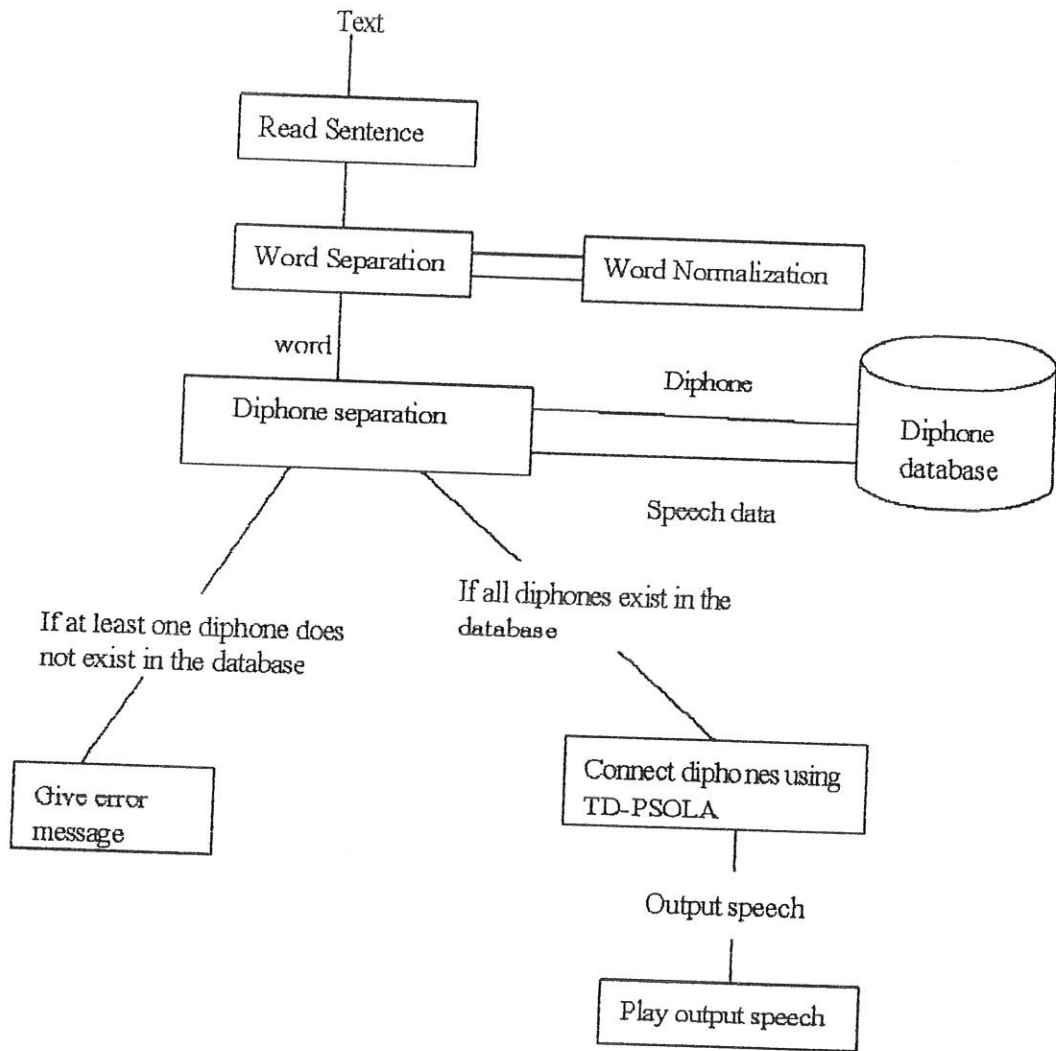 Text
Read Sentence
Word Separation
Word Normalization
word
Diphone separation
Diphone
Diphone
database
Speech data
If at least one diphone does
not exist in the database
If all diphones exist in the
database
Give error
message
Connect diphones using
TD-PSOLA
Output speech
Play output speech